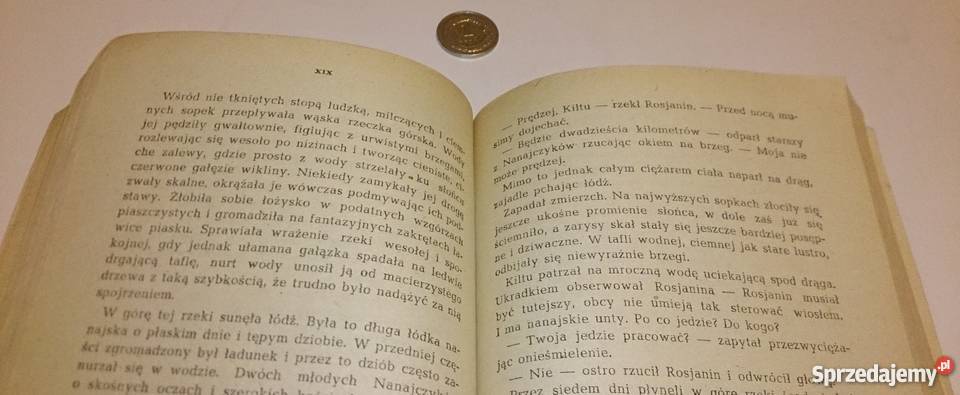 XIX
Wśród nie tkniętych stopą ludzką, milczących i ciem-
nych sopek przepływała wąska rzeczka górska. Wody
jej pędziły gwałtownie, figlując z urwistymi brzegami,
rozlewając się wesoło po nizinach i tworząc cieniste, ci-
che zalewy, gdzie prosto z wody strzelały ku słońcu
czerwone gałęzie wikliny. Niekiedy zamykały jej drogę
zwały skalne, okrążała je wówczas podmywając ich pod-
stawy. Żłobiła sobie łożysko w podatnych wzgórzach
piaszczystych i gromadziła na fantazyjnych zakrętach ła-
wice piasku. Sprawiała wrażenie rzeki wesołej i spo-
kojnej, gdy jednak ułamana gałązka spadała na ledwie
drgającą taflę, nurt wody unosił ją od macierzystego
drzewa z taką szybkością, że trudno było nadążyć za nią
spojrzeniem.
W górę tej rzeki sunęła łódź. Była to długa łódka na-
najska o płaskim dnie i tępym dziobie. W przedniej czę-
ści zgromadzony był ładunek i przez to dziób często za-
nurzał się w wodzie. Dwóch młodych Nanajczyków
o skośnych oczach i szerokich
— Prędzej, Kiłtu — rzekł Rosjanin. — Przed nocą mu-
simy dojechać.
— Będzie dwadzieścia kilometrów — odparł starszy
z Nanajczyków rzucając okiem na brzeg. — Moja nie
może prędzej.
Mimo to jednak całym ciężarem ciała naparł na drąg,
zajadle pchając łódź.
Zapadał zmierzch. Na najwyższych sopkach złociły się
jeszcze ukośne promienie słońca, w dole zaś już się
ściemniło, a zarysy skał stały się jeszcze bardziej posęp-
ne i dziwaczne. W tafli wodnej, ciemnej jak stare lustro,
odbijały się niewyraźnie brzegi.
Kiłtu patrzał na mroczną wodę uciekającą spod drąga.
Ukradkiem obserwował Rosjanina — Rosjanin musiał
być tutejszy, obcy nie umieją tak sterować wiosłem.
I ma nanajskie unty. Po co jedzie? Do kogo?
— Twoja jedzie pracować? — zapytał przezwycięża-
jąc onieśmielenie.
— Nie — ostro rzucił Rosjanin i odwrócił
Przez siedem dni płynęli w górę rzeki
Sprzedajemy.pl